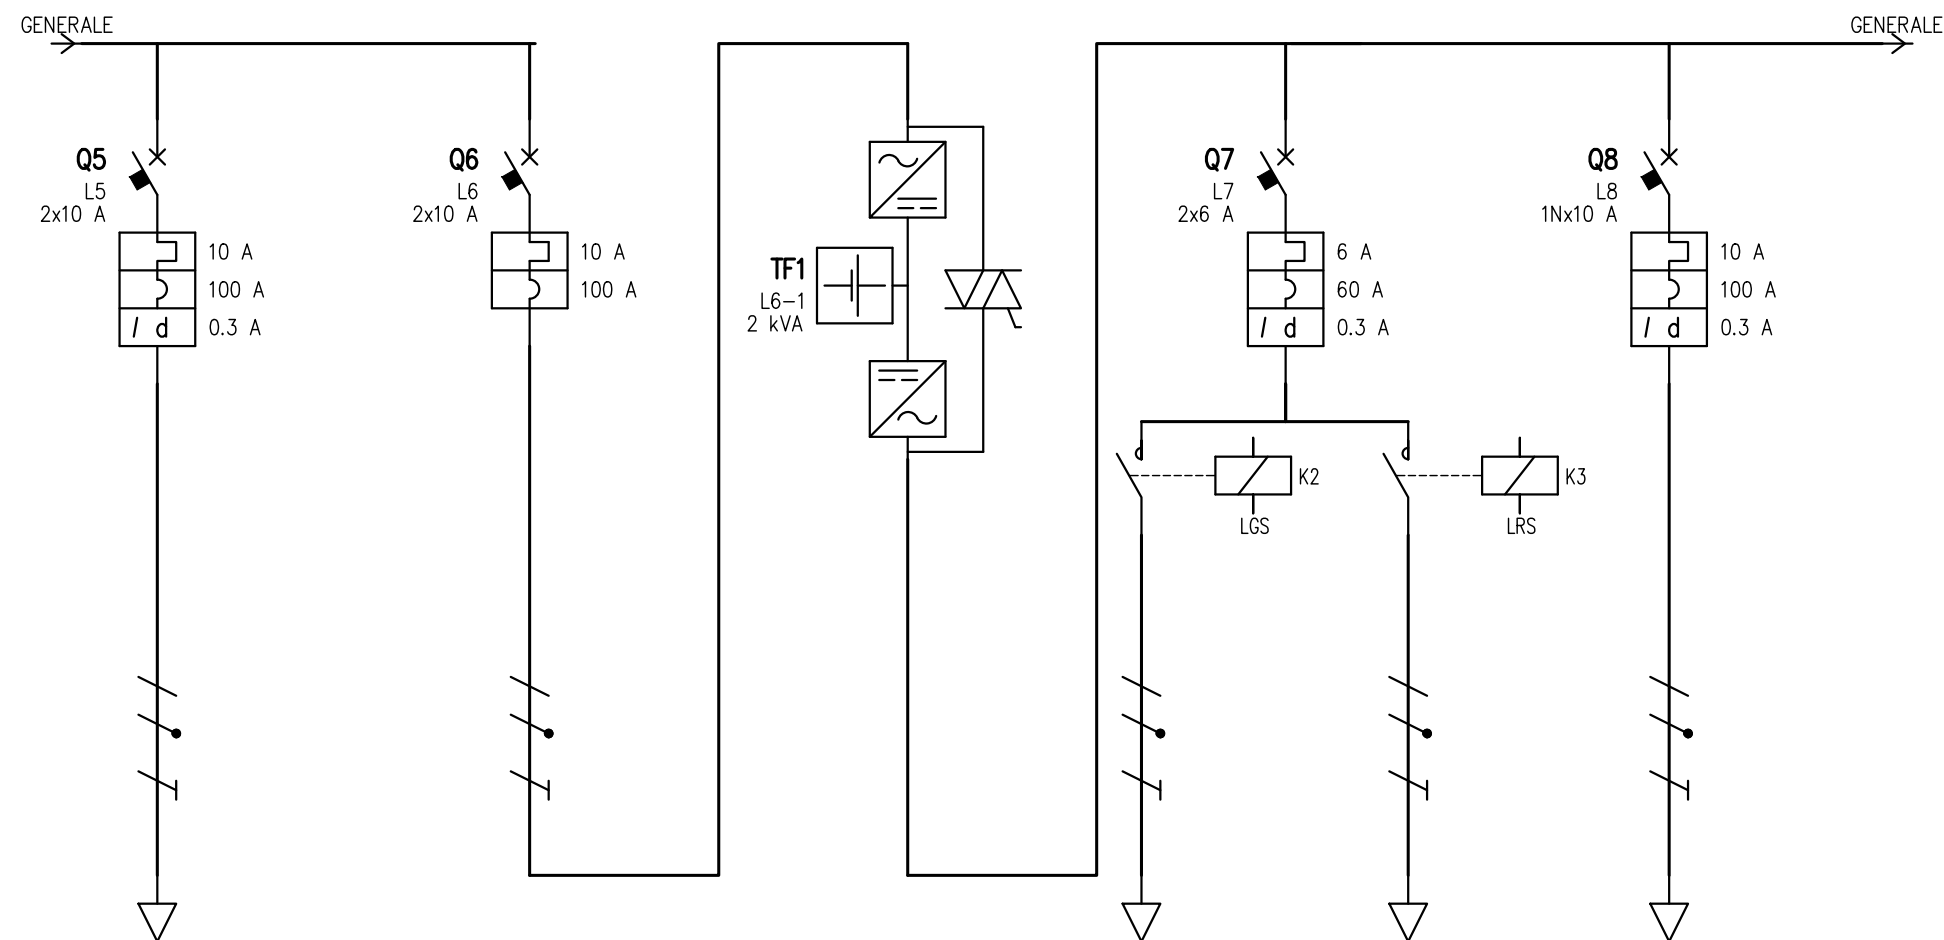 GENERALE
GENERALE
Q5
L5
2x10 A
10 A
100 A
I d
0.3 A
Q6
L6
2x10 A
10 A
100 A
TF1
L6-1
2 kVA
Q7
L7
2x6 A
6 A
60 A
I d
0.3 A
K2
LGS
K3
LRS
Q8
L8
1Nx10 A
10 A
100 A
I d
0.3 A